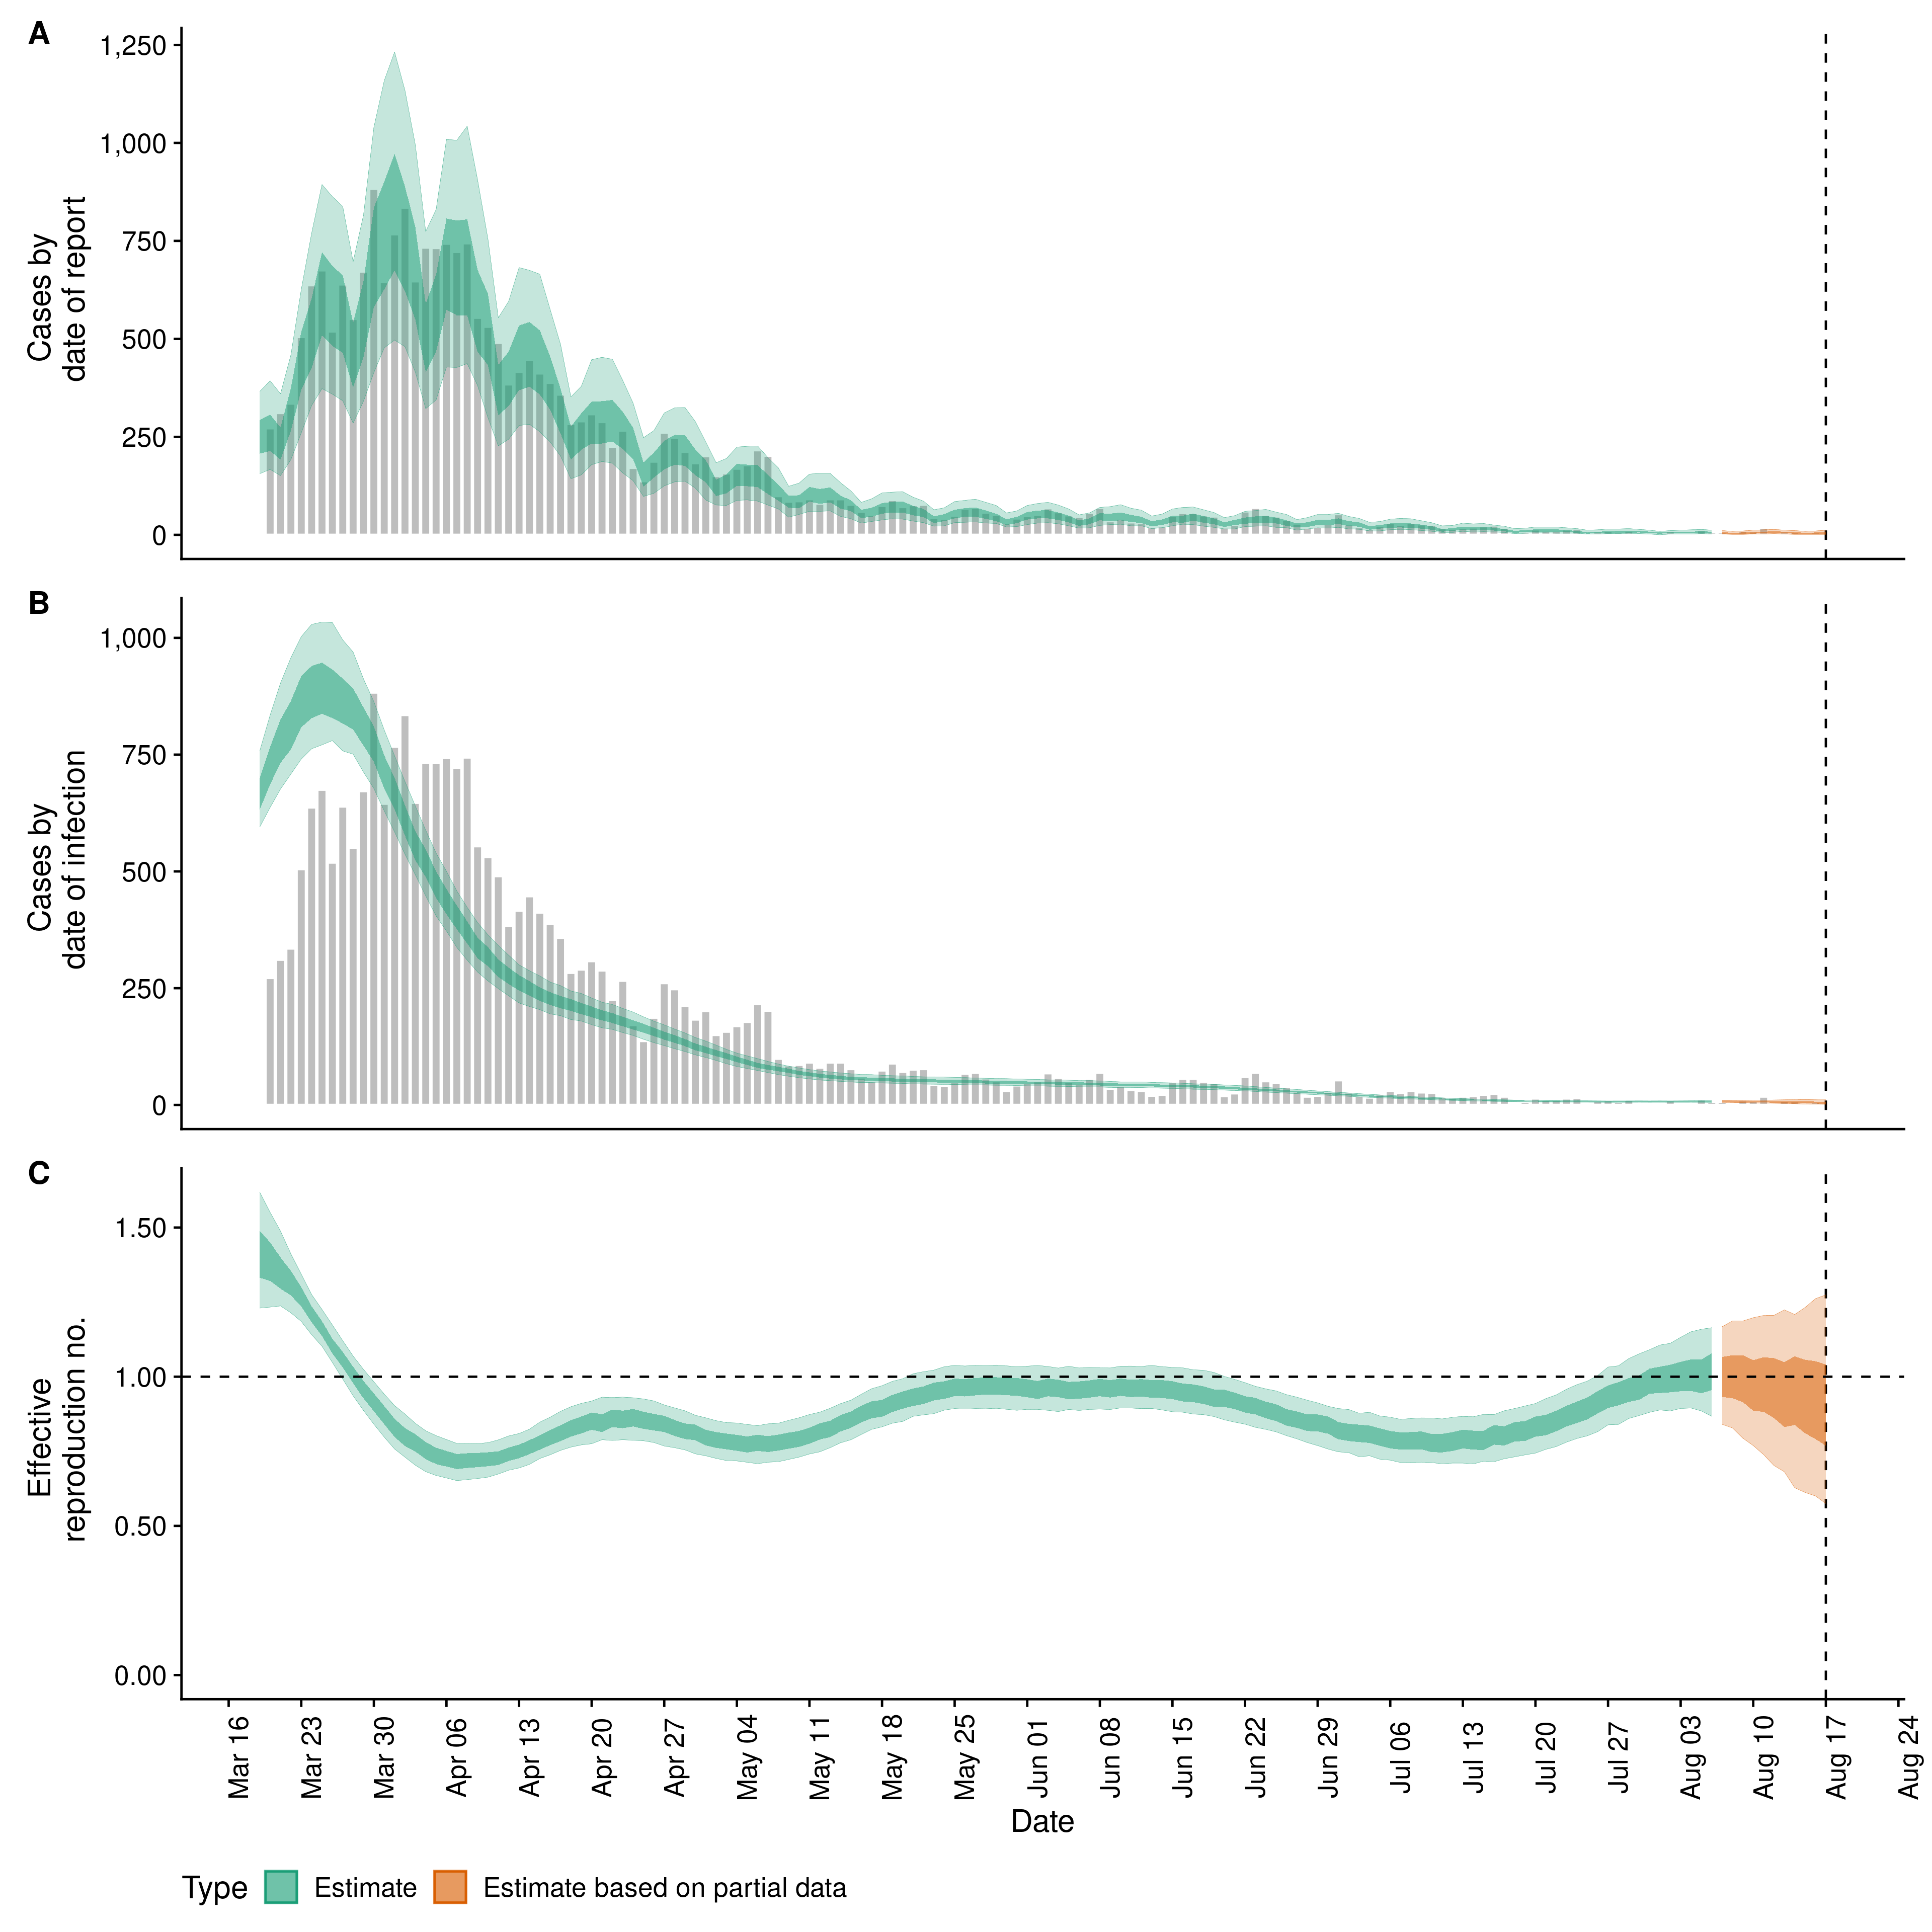 A
1,250
1,000
750
500
250
0
Cases by
date of report
B
1,000
750
500
250
0
Cases by
date of infection
C
1.50
1.00
0.50
0.00
Effective
reproduction no.
Mar 16
Mar 23
Mar 30
Apr 06
Apr 13
Apr 20
Apr 27
May 04
May 11
May 18
May 25
Jun 01
Jun 08
Jun 15
Jun 22
Jun 29
Jul 06
Jul 13
Jul 20
Jul 27
Aug 03
Aug 10
Aug 17
Aug 24
Date
Type
Estimate
Estimate based on partial data